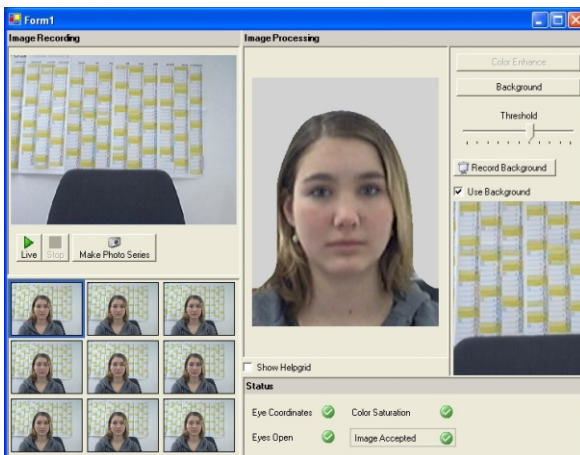 Form1
Image Recording
Image Processing
Color Enhance
Background
Threshold
Record Background
Use Background
Live
Stop
Make Photo Series
Show Helpgrid
Status
Eye Coordinates
Color Saturation
Eyes Open
Image Accepted